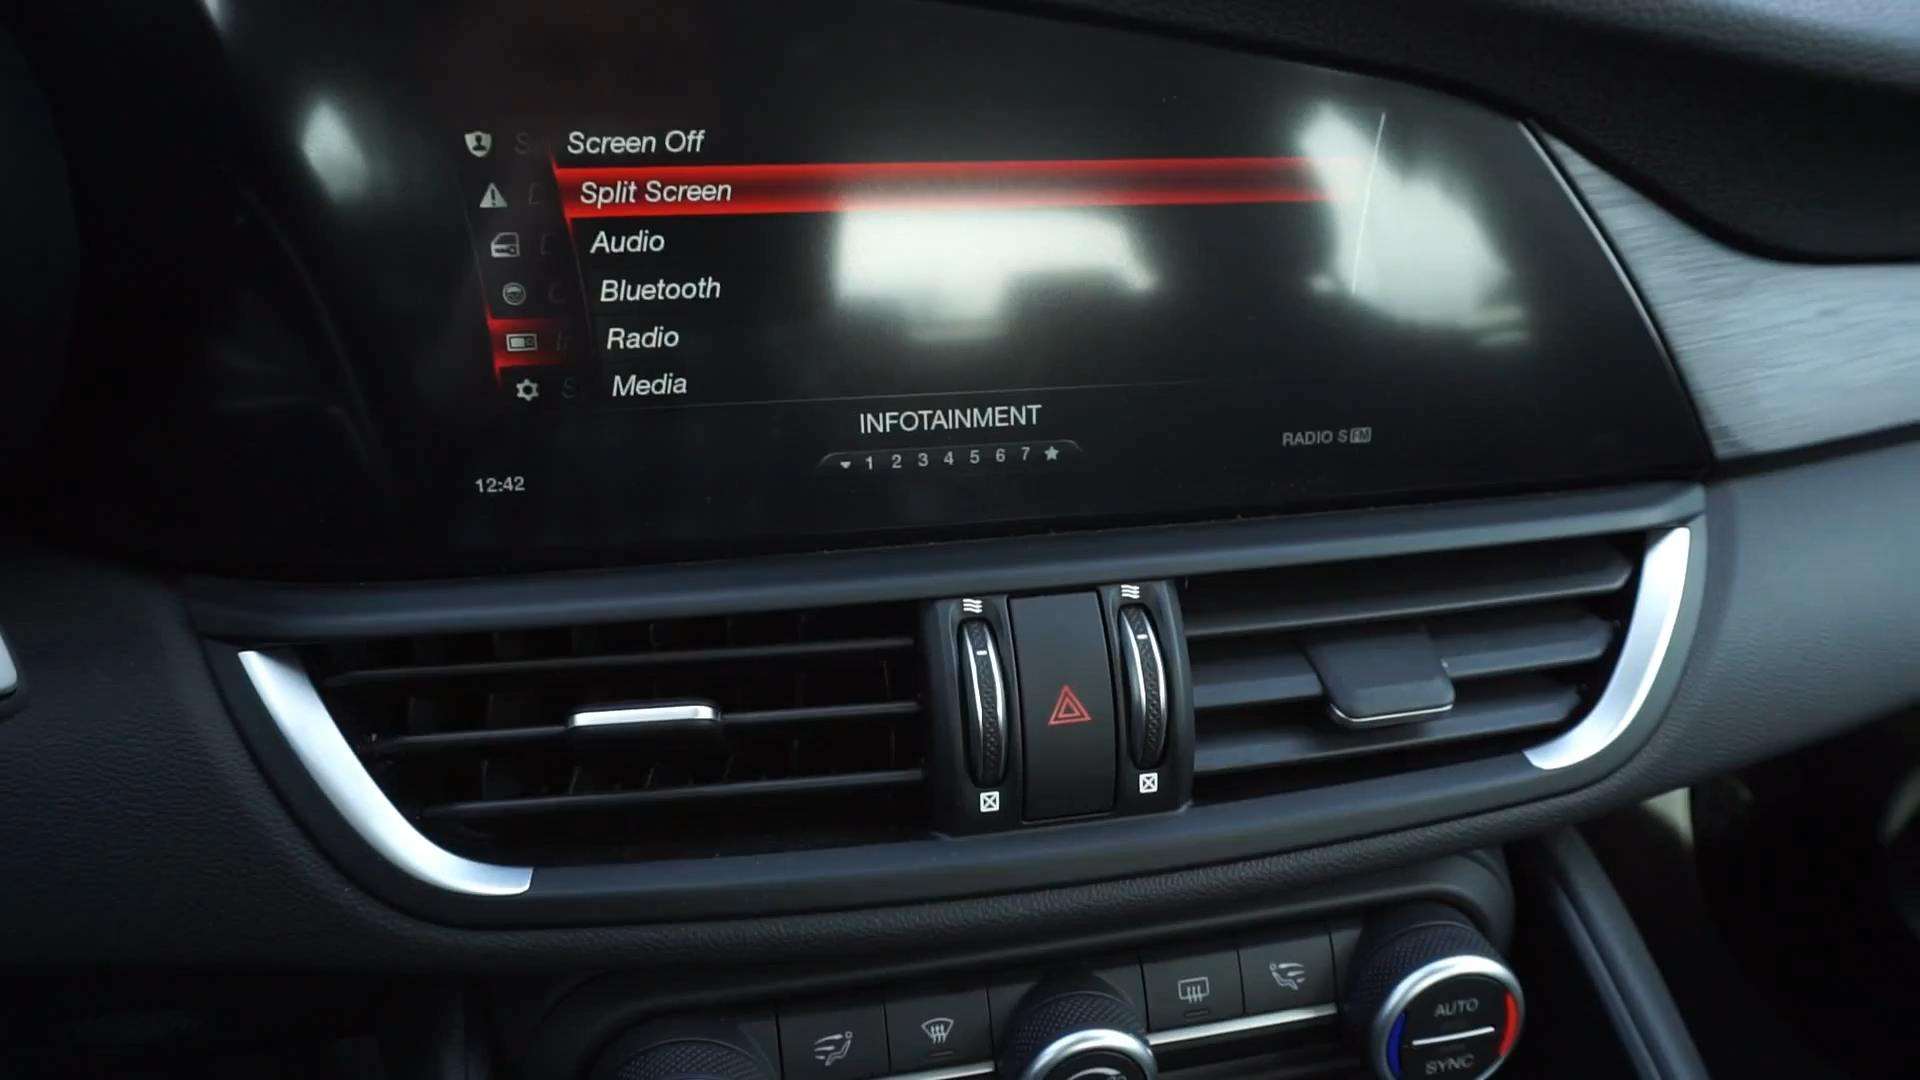 Screen Off
Split Screen
Audio
Bluetooth
Radio
Media
INFOTAINMENT
1 2 3 4 5 6 7
RADIO S FM
12:42
AUTO
SYNC